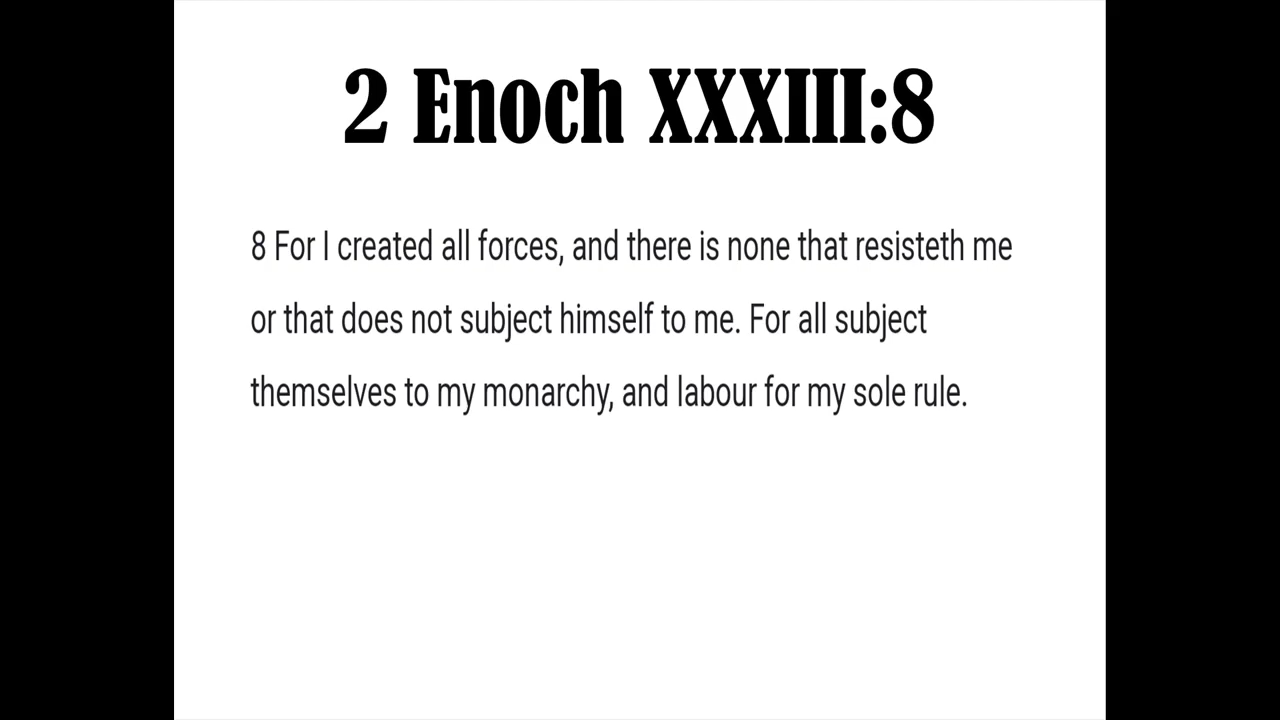 2 Enoch XXXIII:8
8 For I created all forces, and there is none that resisteth me
or that does not subject himself to me. For all subject
themselves to my monarchy, and labour for my sole rule.